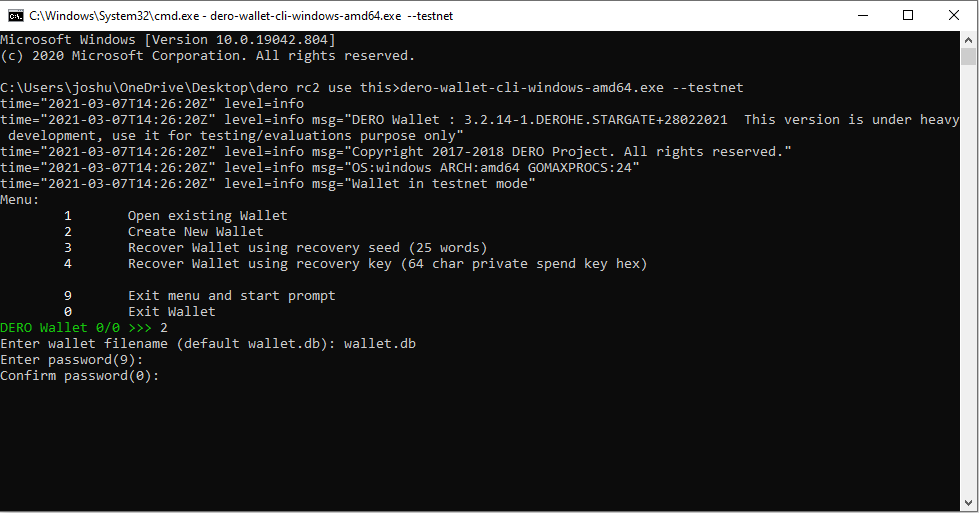 C:\Windows\System32\cmd.exe - dero-wallet-cli-windows-amd64.exe --testnet
Microsoft Windows [Version 10.0.19042.804]
(c) 2020 Microsoft Corporation. All rights reserved.
C:\Users\joshu\OneDrive\Desktop\dero rc2 use this>dero-wallet-cli-windows-amd64.exe --testnet
time="2021-03-07T14:26:20Z" level=info
time="2021-03-07T14:26:20Z" level=info msg="DERO Wallet : 3.2.14-1.DEROHE.STARGATE+28022021  This version is under heavy
 development, use it for testing/evaluations purpose only"
time="2021-03-07T14:26:20Z" level=info msg="Copyright 2017-2018 DERO Project. All rights reserved."
time="2021-03-07T14:26:20Z" level=info msg="OS:windows ARCH:amd64 GOMAXPROCS:24"
time="2021-03-07T14:26:20Z" level=info msg="Wallet in testnet mode"
Menu:
1 Open existing Wallet
2 Create New Wallet
3 Recover Wallet using recovery seed (25 words)
4 Recover Wallet using recovery key (64 char private spend key hex)
9 Exit menu and start prompt
0 Exit Wallet
DERO Wallet 0/0 >>> 2
Enter wallet filename (default wallet.db): wallet.db
Enter password(9):
Confirm password(0):